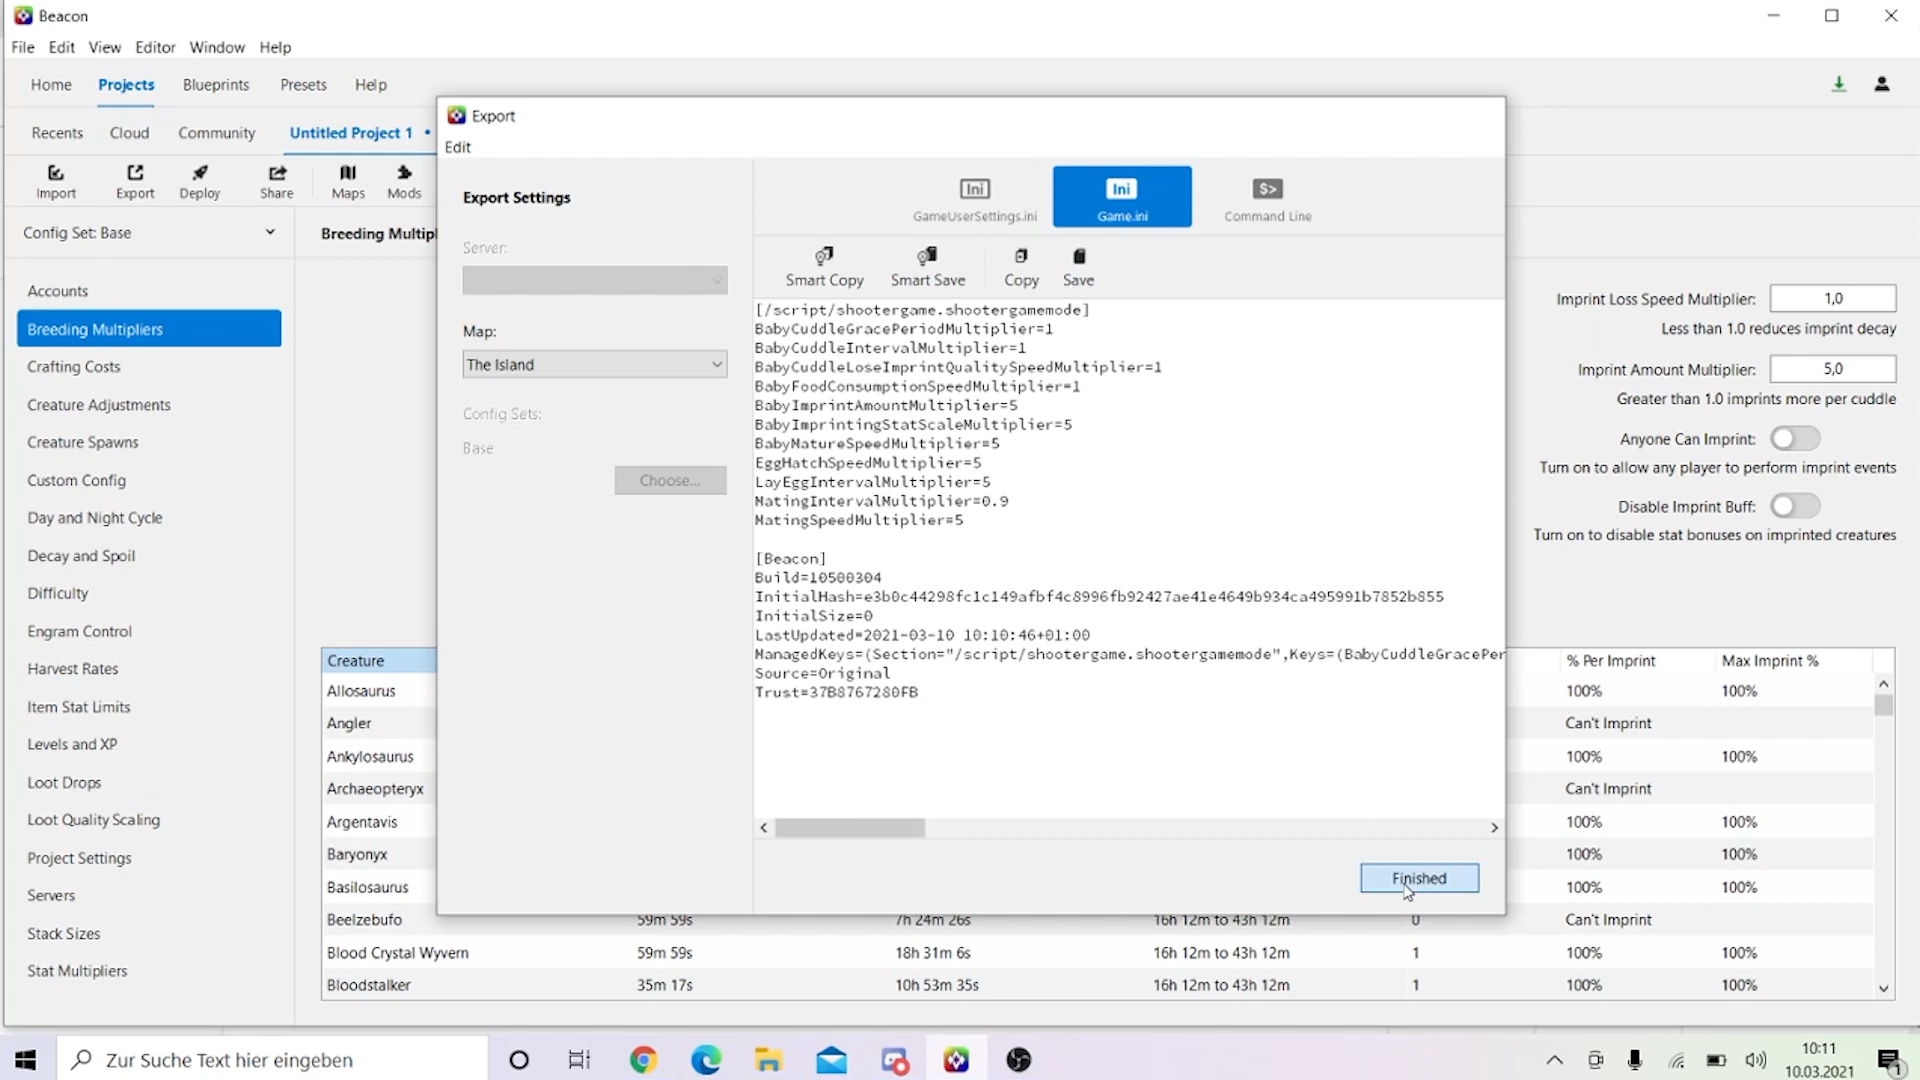 Beacon
File Edit View Editor Window Help
Home Projects Blueprints Presets Help
Recents Cloud Community Untitled Project 1 •
Import Export Deploy Share Maps Mods
Config Set: Base
Breeding Multipl
Accounts
Breeding Multipliers
Crafting Costs
Creature Adjustments
Creature Spawns
Custom Config
Day and Night Cycle
Decay and Spoil
Difficulty
Engram Control
Harvest Rates
Item Stat Limits
Levels and XP
Loot Drops
Loot Quality Scaling
Project Settings
Servers
Stack Sizes
Stat Multipliers
Export
Edit
Export Settings
Server:
Map:
The Island
Config Sets:
Base
Choose...
Ini Ini $>
GameUserSettings.ini Game.ini Command Line
Smart Copy Smart Save Copy Save
[/script/shootergame.shootergamemode]
BabyCuddleGracePeriodMultiplier=1
BabyCuddleIntervalMultiplier=1
BabyCuddleLoseImprintQualitySpeedMultiplier=1
BabyFoodConsumptionSpeedMultiplier=1
BabyImprintAmountMultiplier=5
BabyImprintingStatScaleMultiplier=5
BabyMatureSpeedMultiplier=5
EggHatchSpeedMultiplier=5
LayEggIntervalMultiplier=5
MatingIntervalMultiplier=0.9
MatingSpeedMultiplier=5
[Beacon]
Build=10500304
InitialHash=e3b0c44298fc1c149afbf4c8996fb92427ae41e4649b934ca495991b7852b855
InitialSize=0
LastUpdated=2021-03-10 10:10:46+01:00
ManagedKeys=(Section="/script/shootergame.shootergamemode",Keys=(BabyCuddleGracePer
Source=Original
Trust=37B8767280FB
Finished
Imprint Loss Speed Multiplier: 1,0
Less than 1.0 reduces imprint decay
Imprint Amount Multiplier: 5,0
Greater than 1.0 imprints more per cuddle
Anyone Can Imprint:
Turn on to allow any player to perform imprint events
Disable Imprint Buff:
Turn on to disable stat bonuses on imprinted creatures
Creature % Per Imprint Max Imprint %
Allosaurus 100% 100%
Angler Can't Imprint
Ankylosaurus 100% 100%
Archaeopteryx Can't Imprint
Argentavis 100% 100%
Baryonyx 100% 100%
Basilosaurus 100% 100%
Beelzebufo 59m 59s 7h 24m 26s 16h 12m to 43h 12m 0 Can't Imprint
Blood Crystal Wyvern 59m 59s 18h 31m 6s 16h 12m to 43h 12m 1 100% 100%
Bloodstalker 35m 17s 10h 53m 35s 16h 12m to 43h 12m 1 100% 100%
Zur Suche Text hier eingeben
10:11
10.03.2021
1